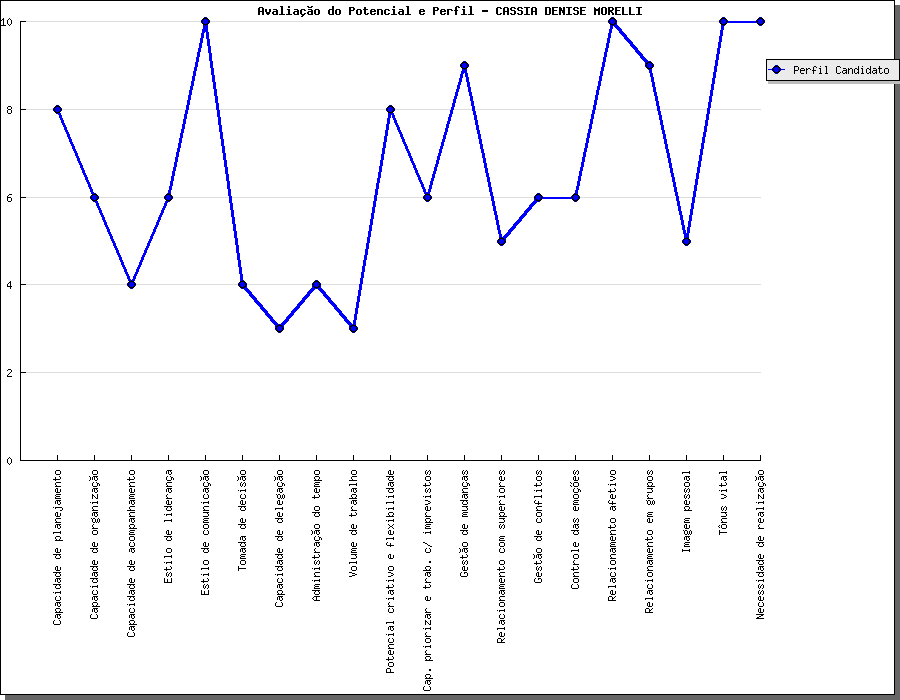 Avaliação do Potencial e Perfil - CASSIA DENISE MORELLI
10
8
6
4
2
0
Perfil Candidato
Capacidade de planejamento
Capacidade de organização
Capacidade de acompanhamento
Estilo de liderança
Estilo de comunicação
Tomada de decisão
Capacidade de delegação
Administração do tempo
Volume de trabalho
Potencial criativo e flexibilidade
Cap. priorizar e trab. c/ imprevistos
Gestão de mudanças
Relacionamento com superiores
Gestão de conflitos
Controle das emoções
Relacionamento afetivo
Relacionamento em grupos
Imagem pessoal
Tônus vital
Necessidade de realização